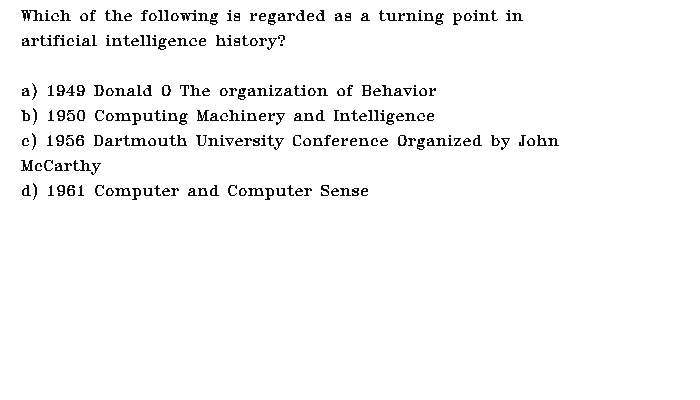 Which of the following is regarded as a turning point in
artificial intelligence history?
a) 1949 Donald O The organization of Behavior
b) 1950 Computing Machinery and Intelligence
c) 1956 Dartmouth University Conference Organized by John
McCarthy
d) 1961 Computer and Computer Sense